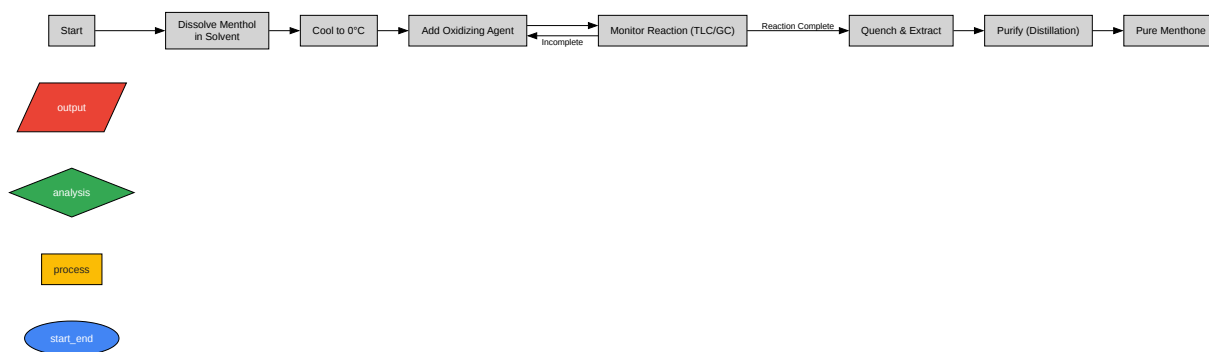 Start
Dissolve Menthol
in Solvent
Cool to 0°C
Add Oxidizing Agent
Incomplete
Monitor Reaction (TLC/GC)
Reaction Complete
Quench & Extract
Purify (Distillation)
Pure Menthone
output
analysis
process
start_end